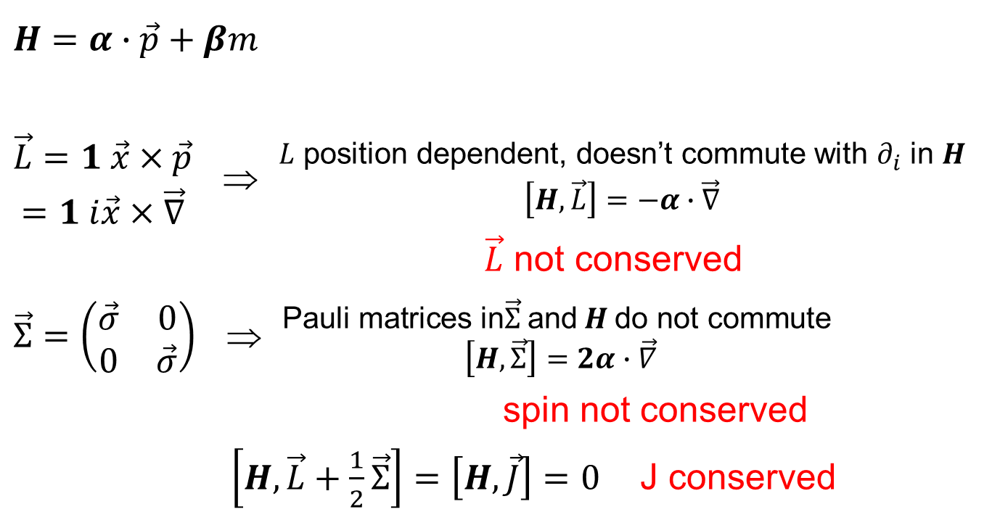 𝑯 = 𝜶 · p⃗ + 𝜷m
L⃗ = 𝟏 x⃗ × p⃗ ⇒ L position dependent, doesn’t commute with ∂ᵢ in 𝑯
= 𝟏 ix⃗ × ∇⃗ [𝑯, L⃗] = −𝜶 · ∇⃗
L⃗ not conserved
Σ⃗ = (σ⃗ 0 0 σ⃗) ⇒ Pauli matrices inΣ⃗ and 𝑯 do not commute
[𝑯, Σ⃗] = 𝟐𝜶 · ∇⃗
spin not conserved
[𝑯, L⃗ + ½Σ⃗] = [𝑯, J⃗] = 0 J conserved